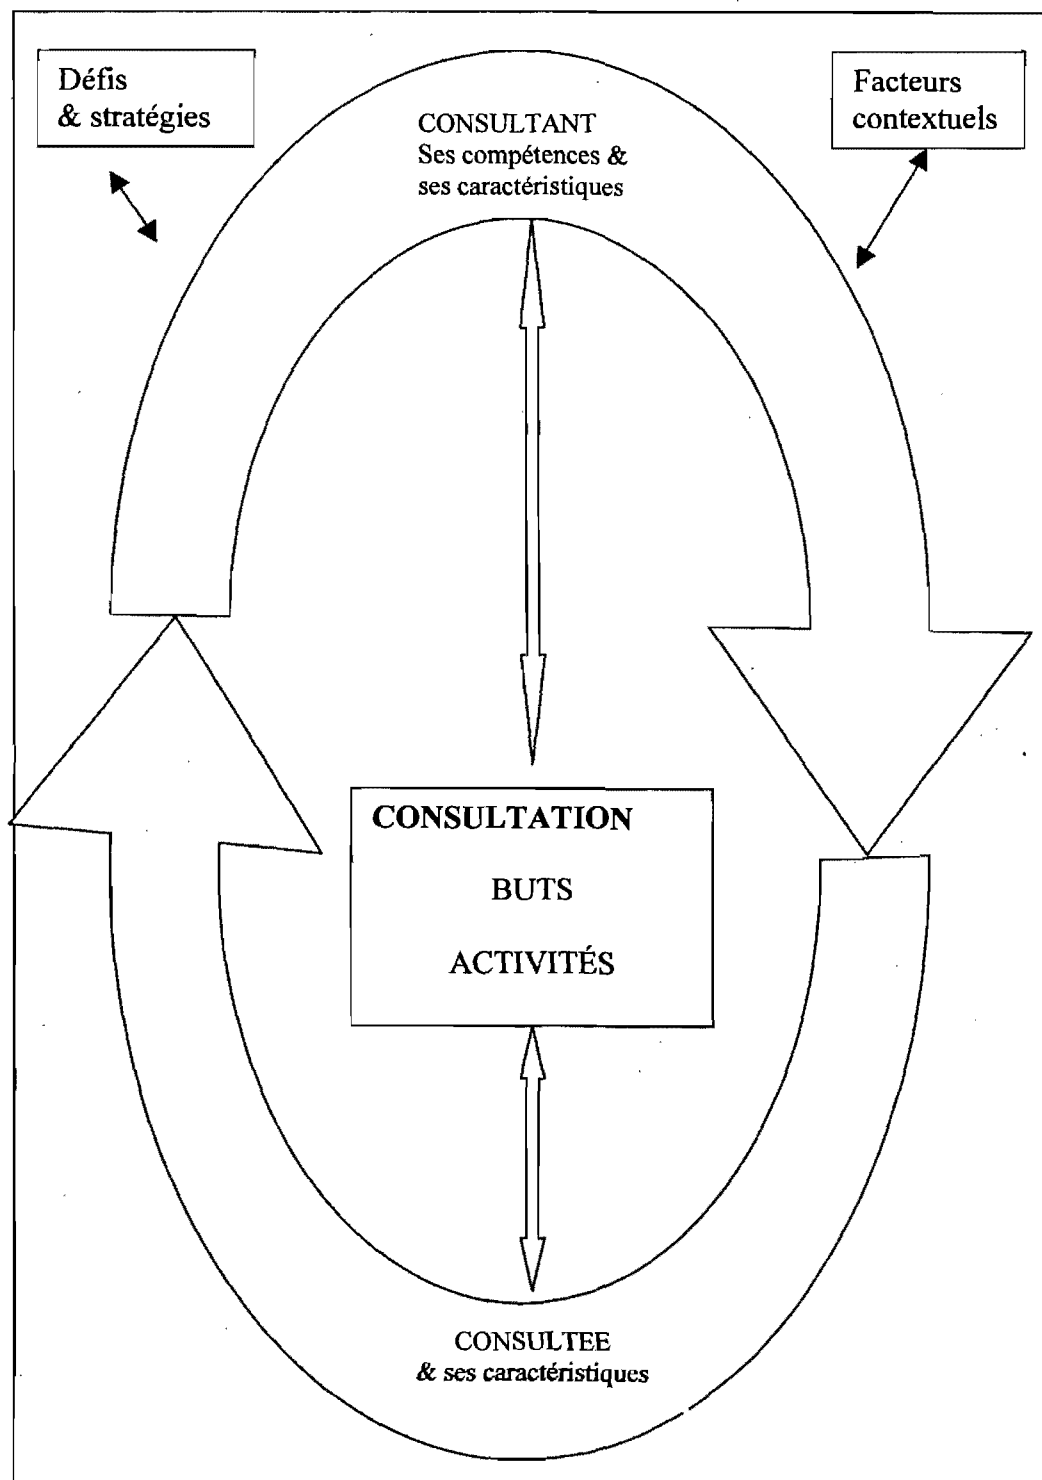 Défis
& stratégies
Facteurs
contextuels
CONSULTANT
Ses compétences &
ses caractéristiques
CONSULTATION
BUTS
ACTIVITÉS
CONSULTEE
& ses caractéristiques